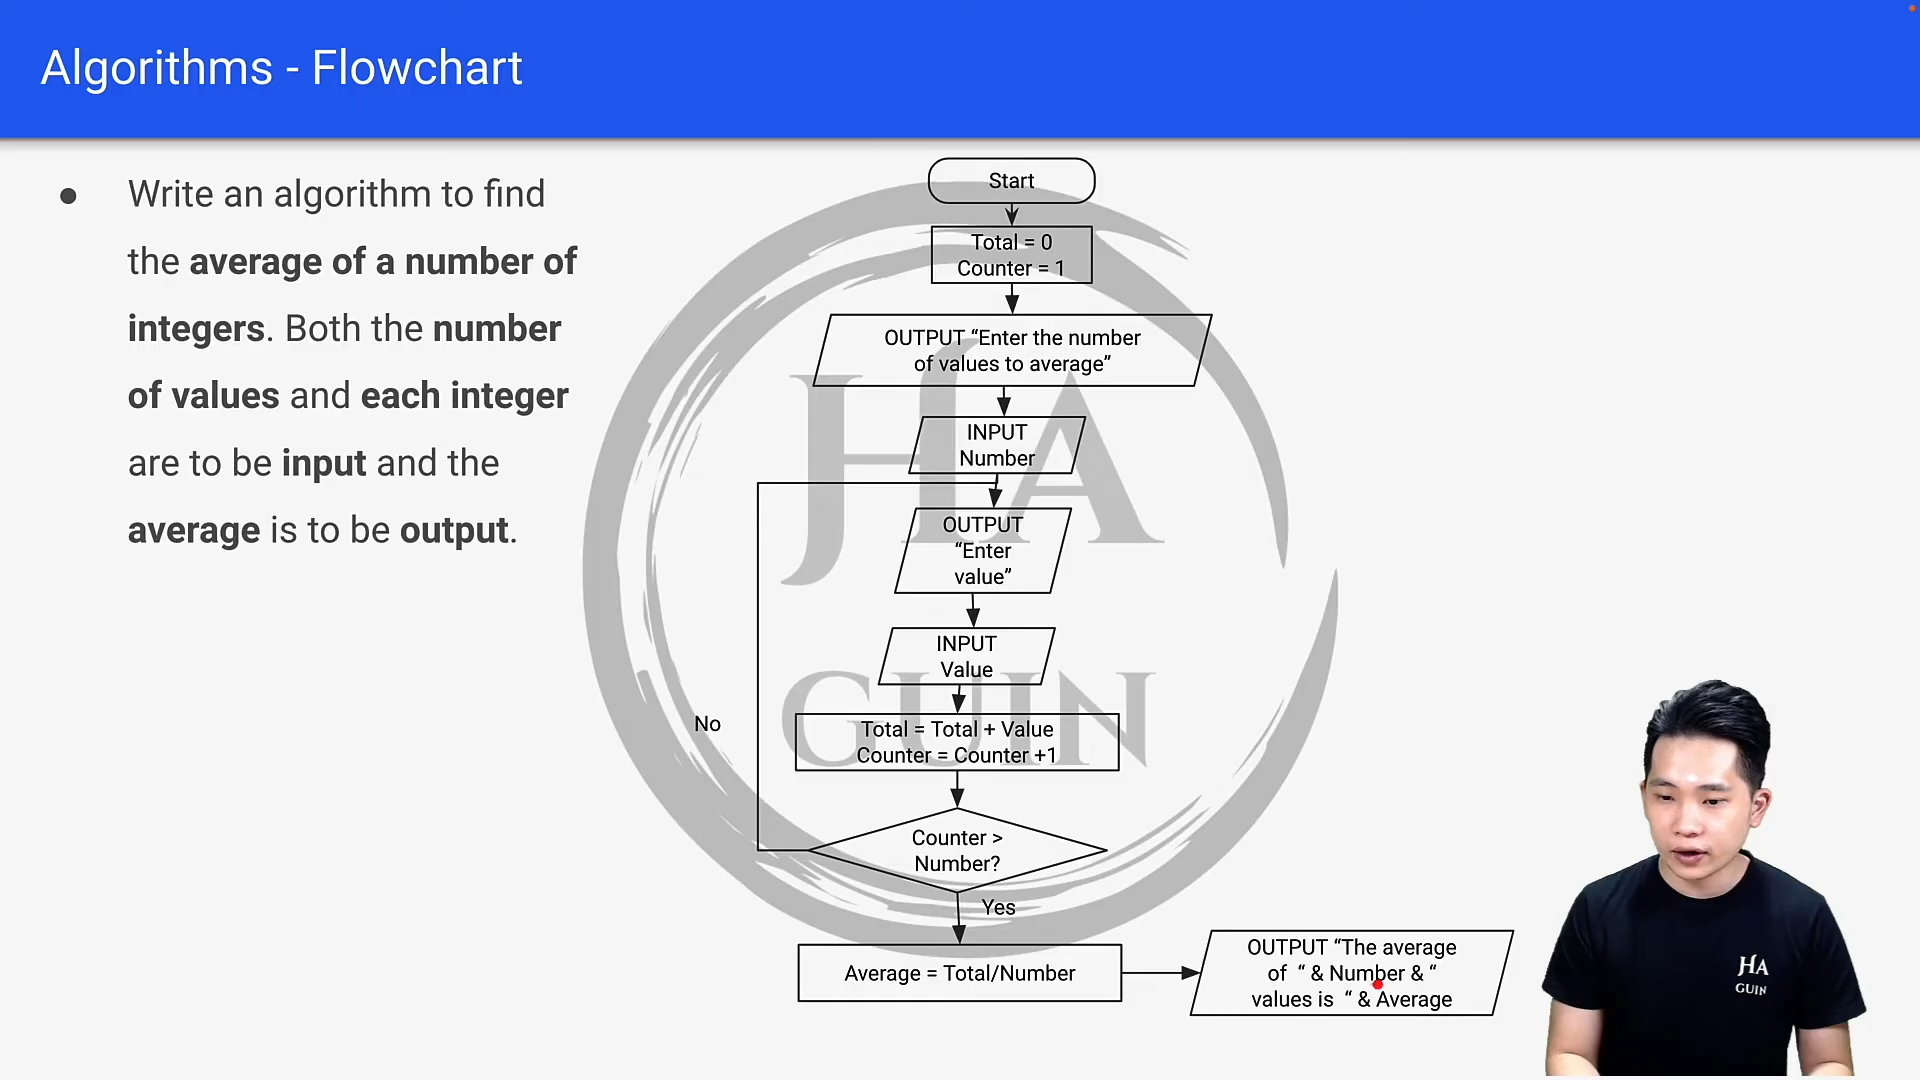 Algorithms - Flowchart
● Write an algorithm to find
the average of a number of
integers. Both the number
of values and each integer
are to be input and the
average is to be output.
Start
Total = 0
Counter = 1
OUTPUT “Enter the number
of values to average”
INPUT
Number
OUTPUT
“Enter
value”
INPUT
Value
Total = Total + Value
Counter = Counter +1
No
Counter >
Number?
Yes
Average = Total/Number
OUTPUT “The average
of “ & Number & “
values is “ & Average
HA
GUIN
HA
GUIN